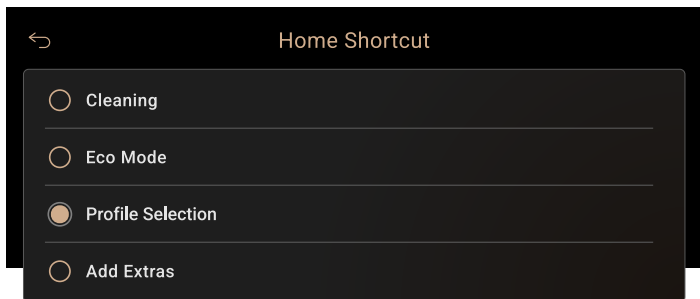 Home Shortcut
Cleaning
Eco Mode
Profile Selection
Add Extras